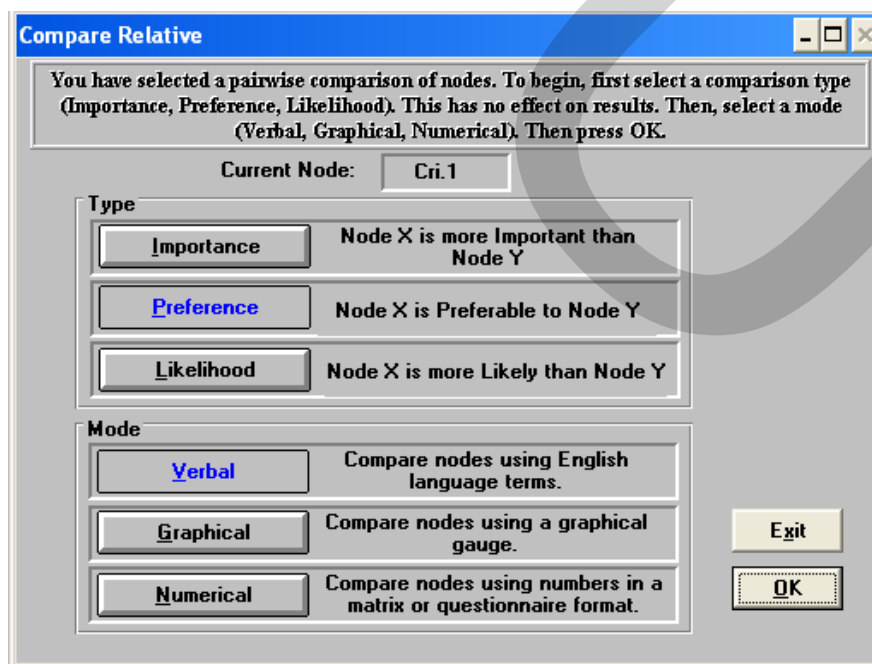 Compare Relative
You have selected a pairwise comparison of nodes. To begin, first select a comparison type
(Importance, Preference, Likelihood). This has no effect on results. Then, select a mode
(Verbal, Graphical, Numerical). Then press OK.
Current Node: Cri.1
Type
Importance Node X is more Important than
Node Y
Preference Node X is Preferable to Node Y
Likelihood Node X is more Likely than Node Y
Mode
Verbal Compare nodes using English
language terms.
Graphical Compare nodes using a graphical
gauge.
Exit
Numerical Compare nodes using numbers in a
matrix or questionnaire format.
OK